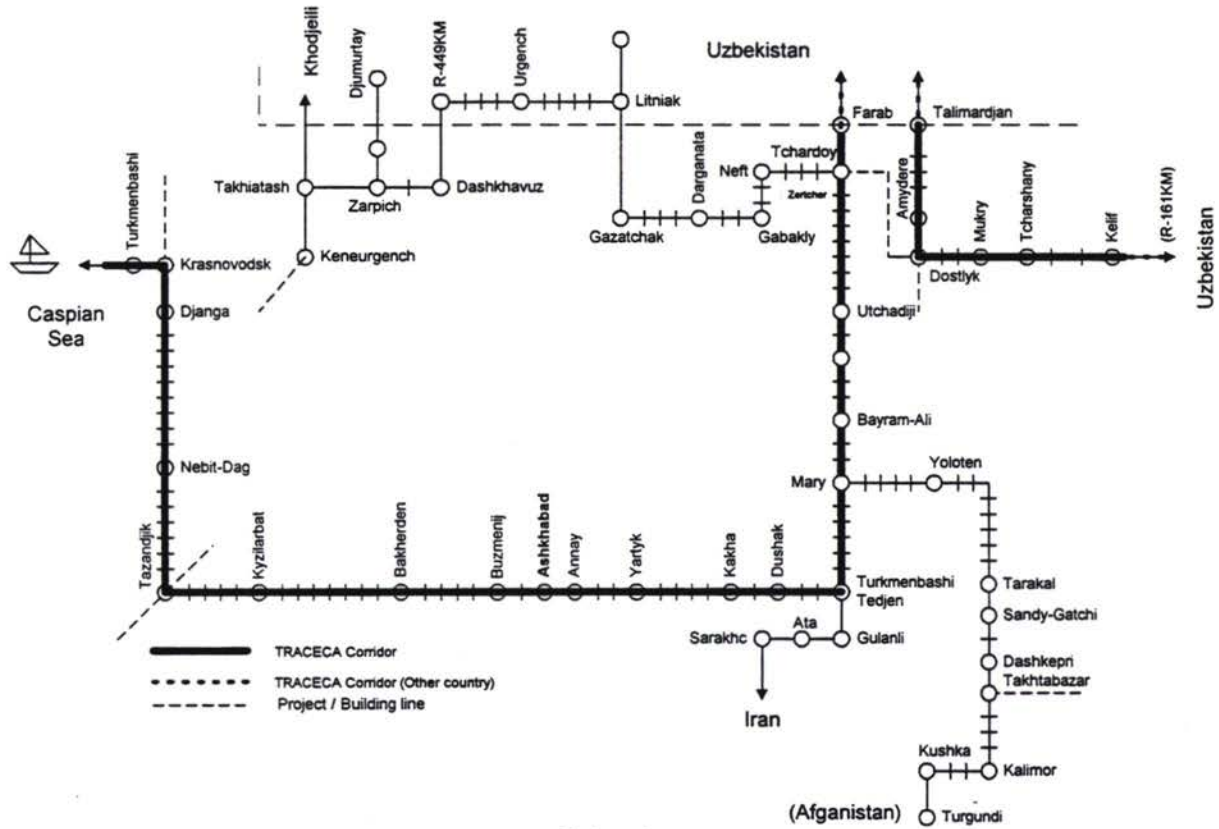 Uzbekistan
Khodjeili
Djumurtay
R-449KM
Urgench
Litniak
Farab
Talimardjan
Turkmenbashi
Takhiatash
Zarpich
Dashkhavuz
Darganata
Neft
Tchardoy
Zertcher
Amydere
Mukry
Tcharshany
Kelif
(R-161KM)
Uzbekistan
Gazatchak
Gabakly
Keneurgench
Dostlyk
Krasnovodsk
Caspian
Sea
Djanga
Utchadiji
Bayram-Ali
Nebit-Dag
Mary
Yoloten
Tazandjik
Kyzilarbat
Bakherden
Buzmenij
Ashkhabad
Annay
Yartyk
Kakha
Dushak
Turkmenbashi
Tedjen
Tarakal
Sandy-Gatchi
Sarakhc
Ata
Gulanli
Dashkepri
Takhtabazar
Iran
TRACECA Corridor
TRACECA Corridor (Other country)
Project / Building line
Kushka
Kalimor
(Afganistan)
Turgundi